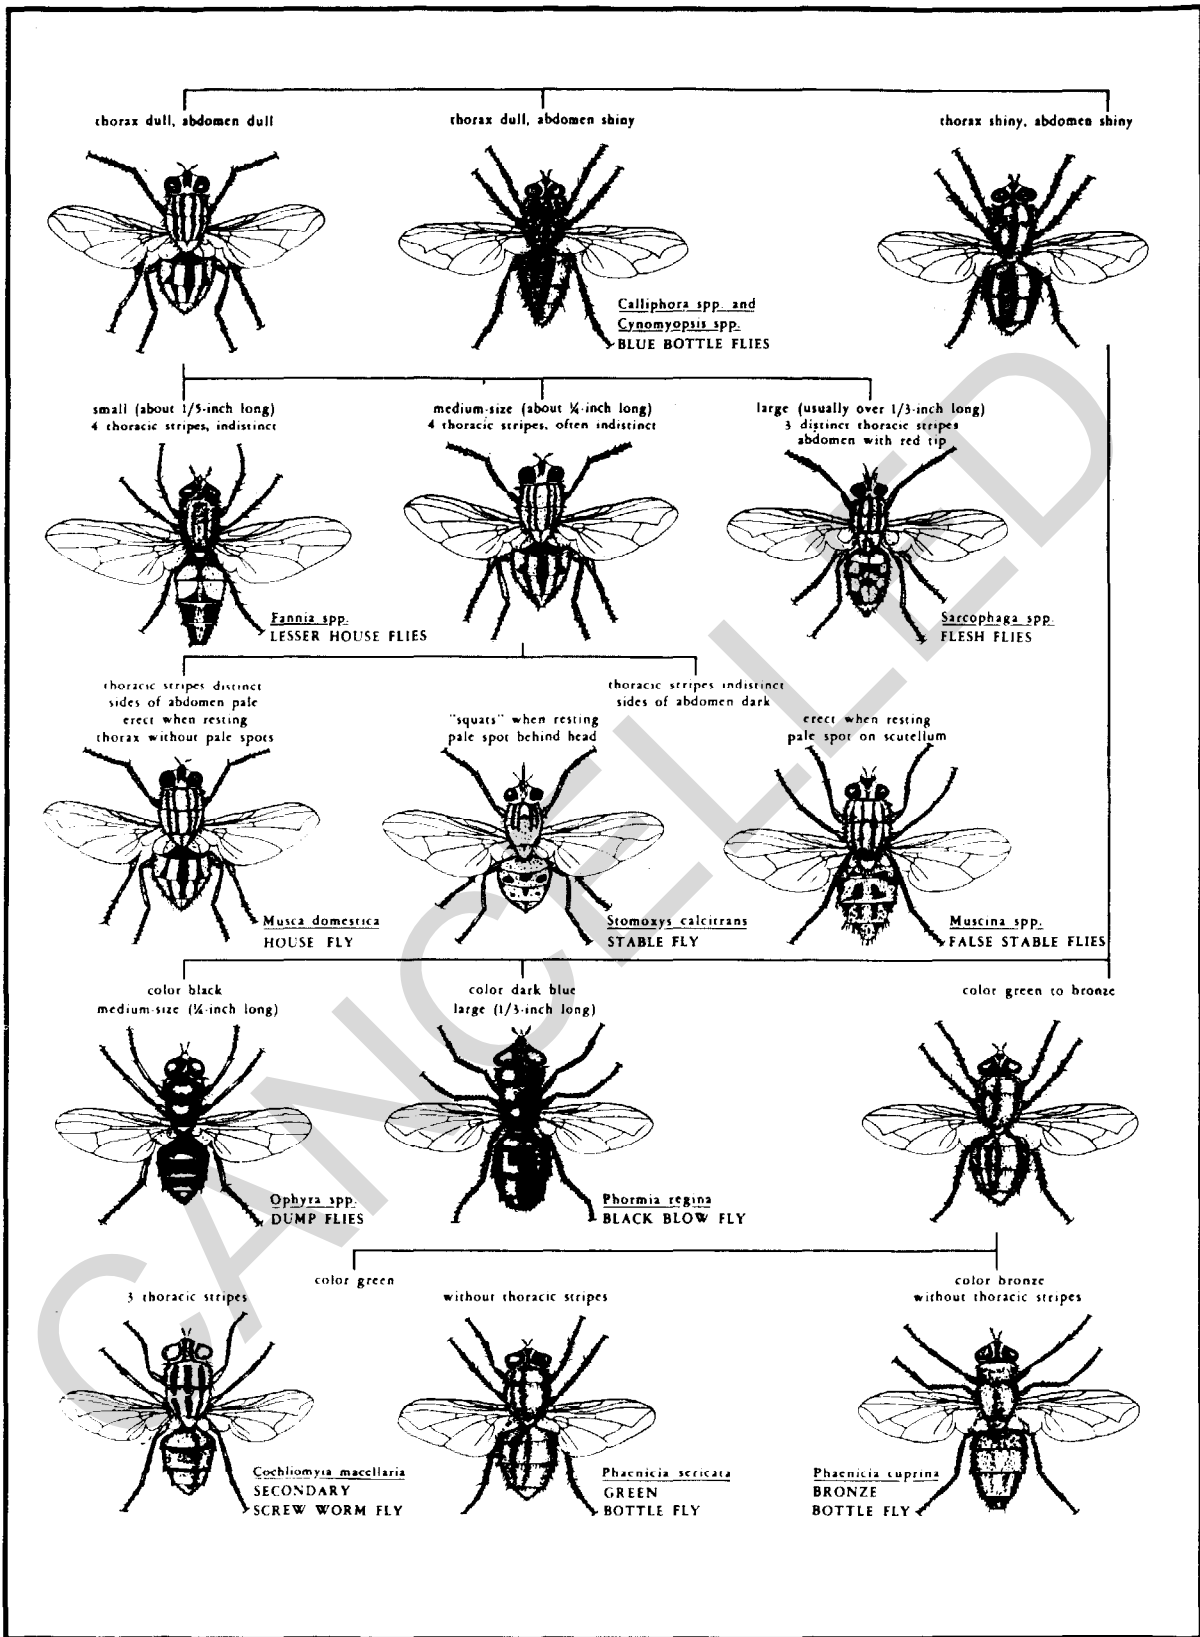 thorax dull, abdomen dull
thorax dull, abdomen shiny
thorax shiny, abdomen shiny
Calliphora spp. and
Cynomyopsis spp.
BLUE BOTTLE FLIES
small (about 1/5-inch long)
4 thoracic stripes, indistinct
medium-size (about ¼-inch long)
4 thoracic stripes, often indistinct
large (usually over 1/3-inch long)
3 distinct thoracic stripes
abdomen with red tip
Fannia spp.
LESSER HOUSE FLIES
Sarcophaga spp.
FLESH FLIES
thoracic stripes distinct
sides of abdomen pale
erect when resting
thorax without pale spots
thoracic stripes indistinct
sides of abdomen dark
"squats" when resting
pale spot behind head
erect when resting
pale spot on scutellum
Musca domestica
HOUSE FLY
Stomoxys calcitrans
STABLE FLY
Muscina spp.
FALSE STABLE FLIES
color black
medium-size (¼-inch long)
color dark blue
large (1/3-inch long)
color green to bronze
Ophyra spp.
DUMP FLIES
Phormia regina
BLACK BLOW FLY
color green
color bronze
without thoracic stripes
3 thoracic stripes
without thoracic stripes
Cochliomyia macellaria
SECONDARY
SCREW WORM FLY
Phaenicia sericata
GREEN
BOTTLE FLY
Phaenicia cuprina
BRONZE
BOTTLE FLY
CANCELLED